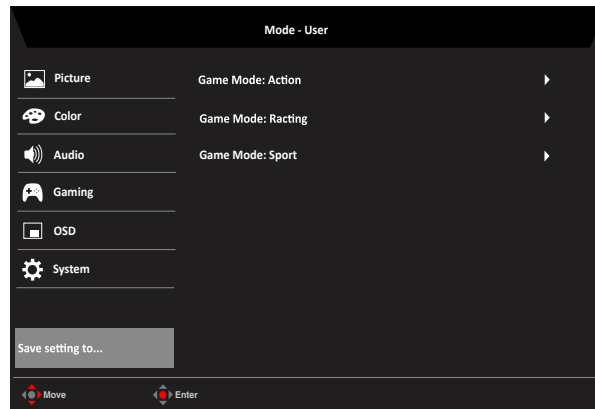 Mode - User
Picture
Game Mode: Action
Color
Game Mode: Racting
Audio
Game Mode: Sport
Gaming
OSD
System
Save setting to...
Move
Enter